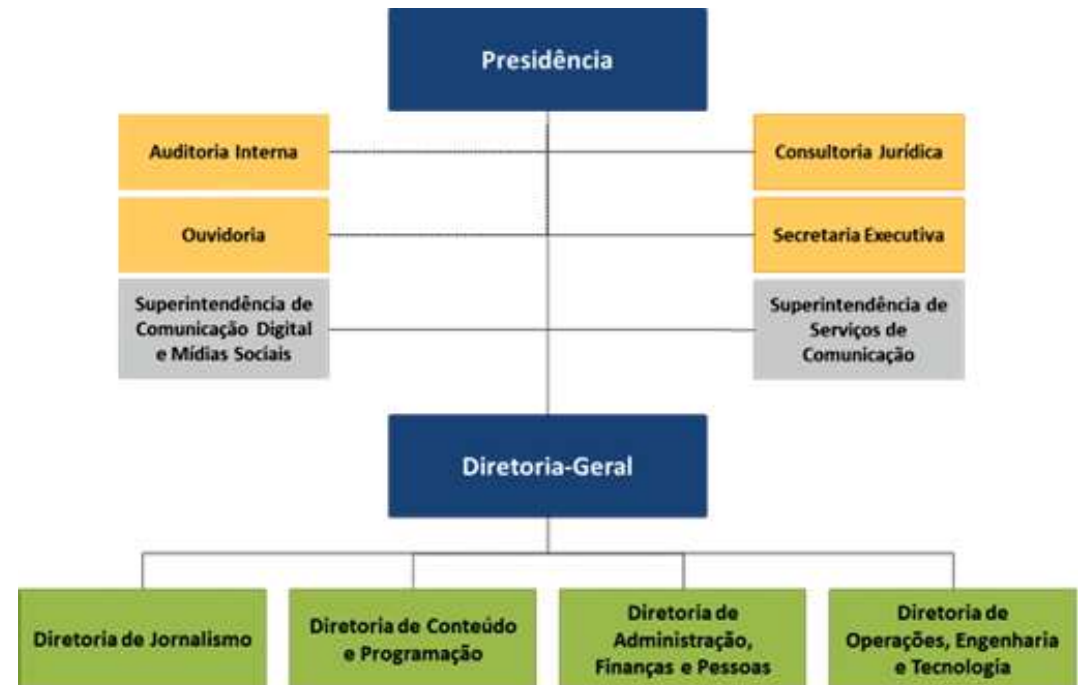 Presidência
Auditoria Interna
Consultoria Jurídica
Ouvidoria
Secretaria Executiva
Superintendência de
Comunicação Digital
e Mídias Sociais
Superintendência de
Serviços de
Comunicação
Diretoria-Geral
Diretoria de Jornalismo
Diretoria de Conteúdo
e Programação
Diretoria de
Administração,
Finanças e Pessoas
Diretoria de
Operações, Engenharia
e Tecnologia